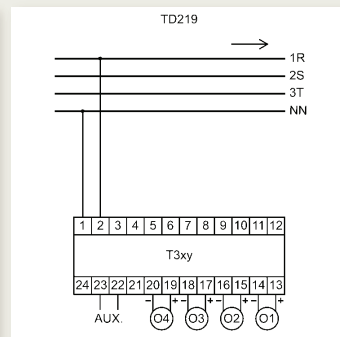 TD219
1R
2S
3T
NN
1 2 3 4 5 6 7 8 9 10 11 12
T3xy
24 23 22 21 20 19 18 17 16 15 14 13
AUX. − O4 + − O3 + − O2 + − O1 +